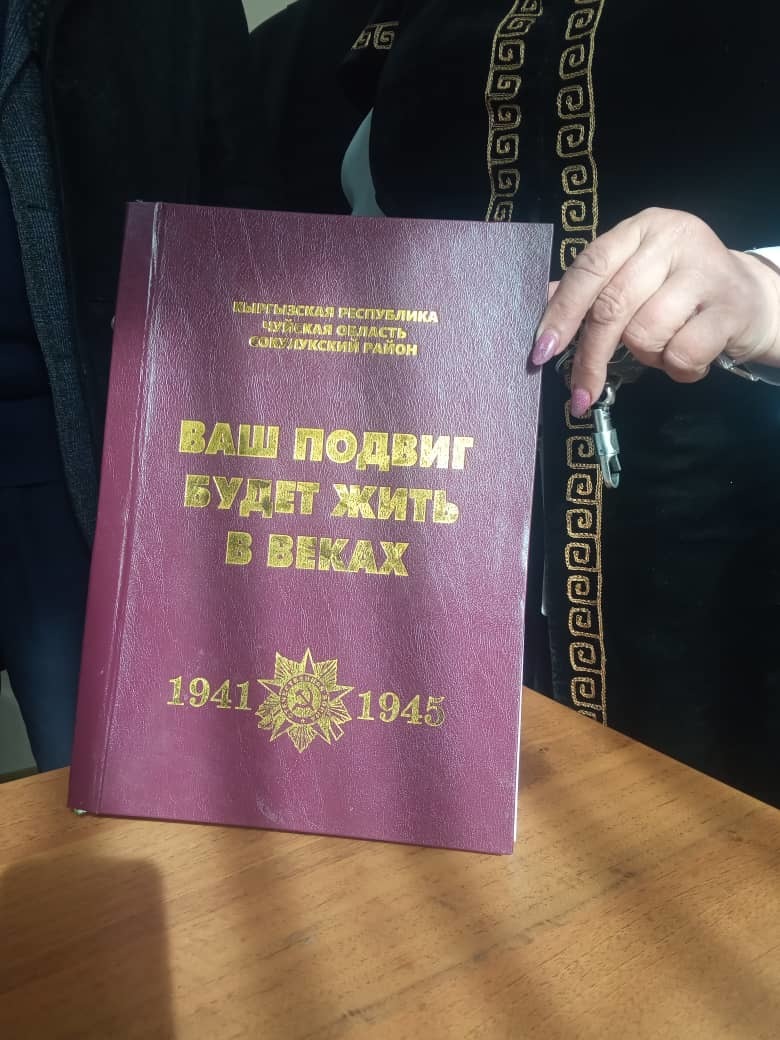 КЫРГЫЗСКАЯ РЕСПУБЛИКА
ЧУЙСКАЯ ОБЛАСТЬ
СОКУЛУКСКИЙ РАЙОН
ВАШ ПОДВИГ
БУДЕТ ЖИТЬ
В ВЕКАХ
1941 1945